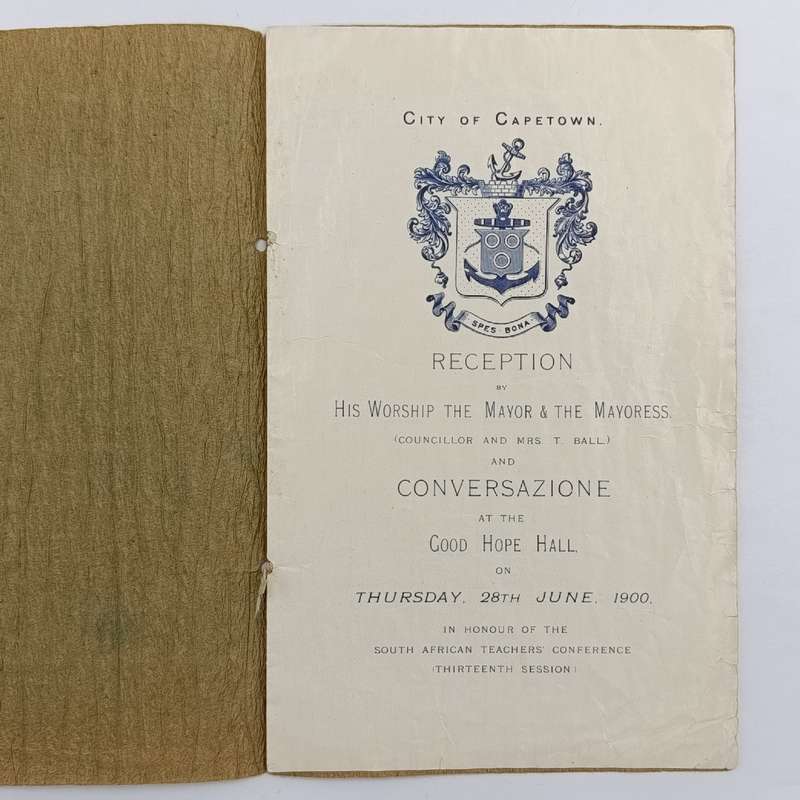 CITY OF CAPETOWN.
SPES BONA
RECEPTION
BY
HIS WORSHIP THE MAYOR & THE MAYORESS.
(COUNCILLOR AND MRS. T. BALL.)
AND
CONVERSAZIONE
AT THE
GOOD HOPE HALL,
ON
THURSDAY, 28TH JUNE, 1900,
IN HONOUR OF THE
SOUTH AFRICAN TEACHERS' CONFERENCE
(THIRTEENTH SESSION)